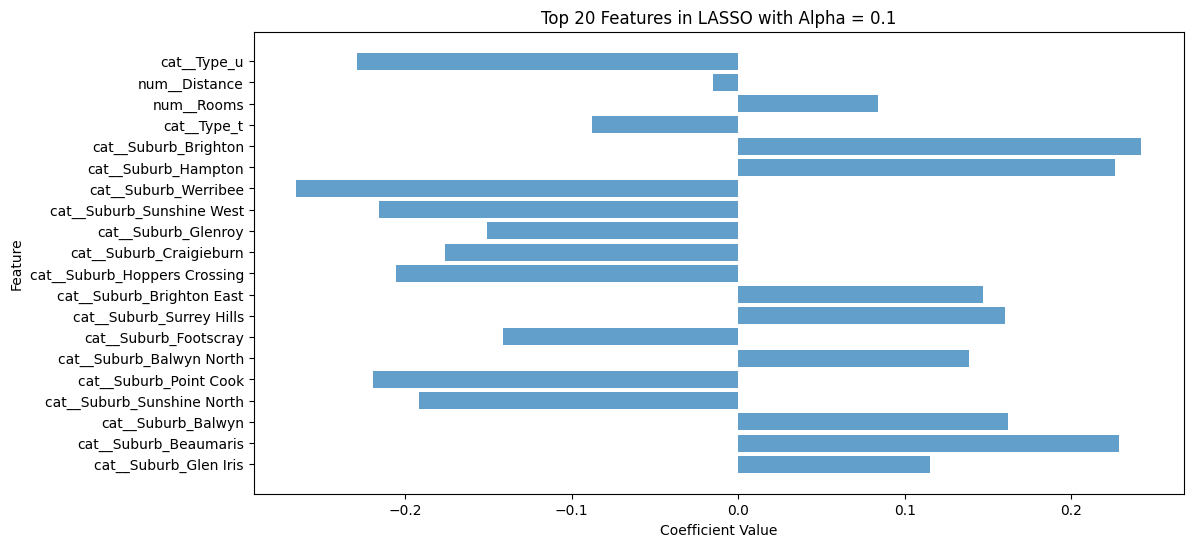 Top 20 Features in LASSO with Alpha = 0.1
cat__Type_u
num__Distance
num__Rooms
cat__Type_t
cat__Suburb_Brighton
cat__Suburb_Hampton
cat__Suburb_Werribee
cat__Suburb_Sunshine West
cat__Suburb_Glenroy
cat__Suburb_Craigieburn
cat__Suburb_Hoppers Crossing
cat__Suburb_Brighton East
cat__Suburb_Surrey Hills
cat__Suburb_Footscray
cat__Suburb_Balwyn North
cat__Suburb_Point Cook
cat__Suburb_Sunshine North
cat__Suburb_Balwyn
cat__Suburb_Beaumaris
cat__Suburb_Glen Iris
Feature
−0.2 −0.1 0.0 0.1 0.2
Coefficient Value